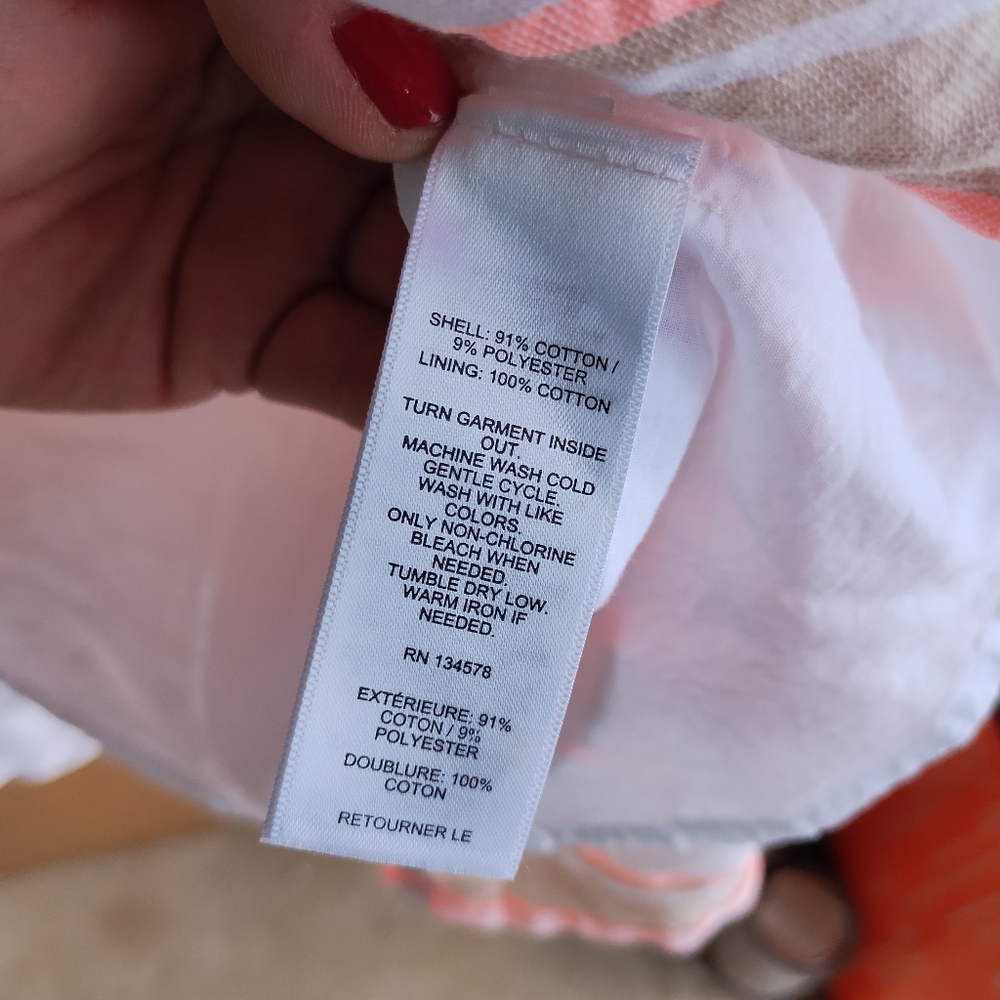 SHELL: 91% COTTON /
9% POLYESTER
LINING: 100% COTTON
TURN GARMENT INSIDE
OUT.
MACHINE WASH COLD
GENTLE CYCLE.
WASH WITH LIKE
COLORS.
ONLY NON-CHLORINE
BLEACH WHEN
NEEDED.
TUMBLE DRY LOW.
WARM IRON IF
NEEDED.
RN 134578
EXTÉRIEURE: 91%
COTON / 9%
POLYESTER
DOUBLURE: 100%
COTON
RETOURNER LE